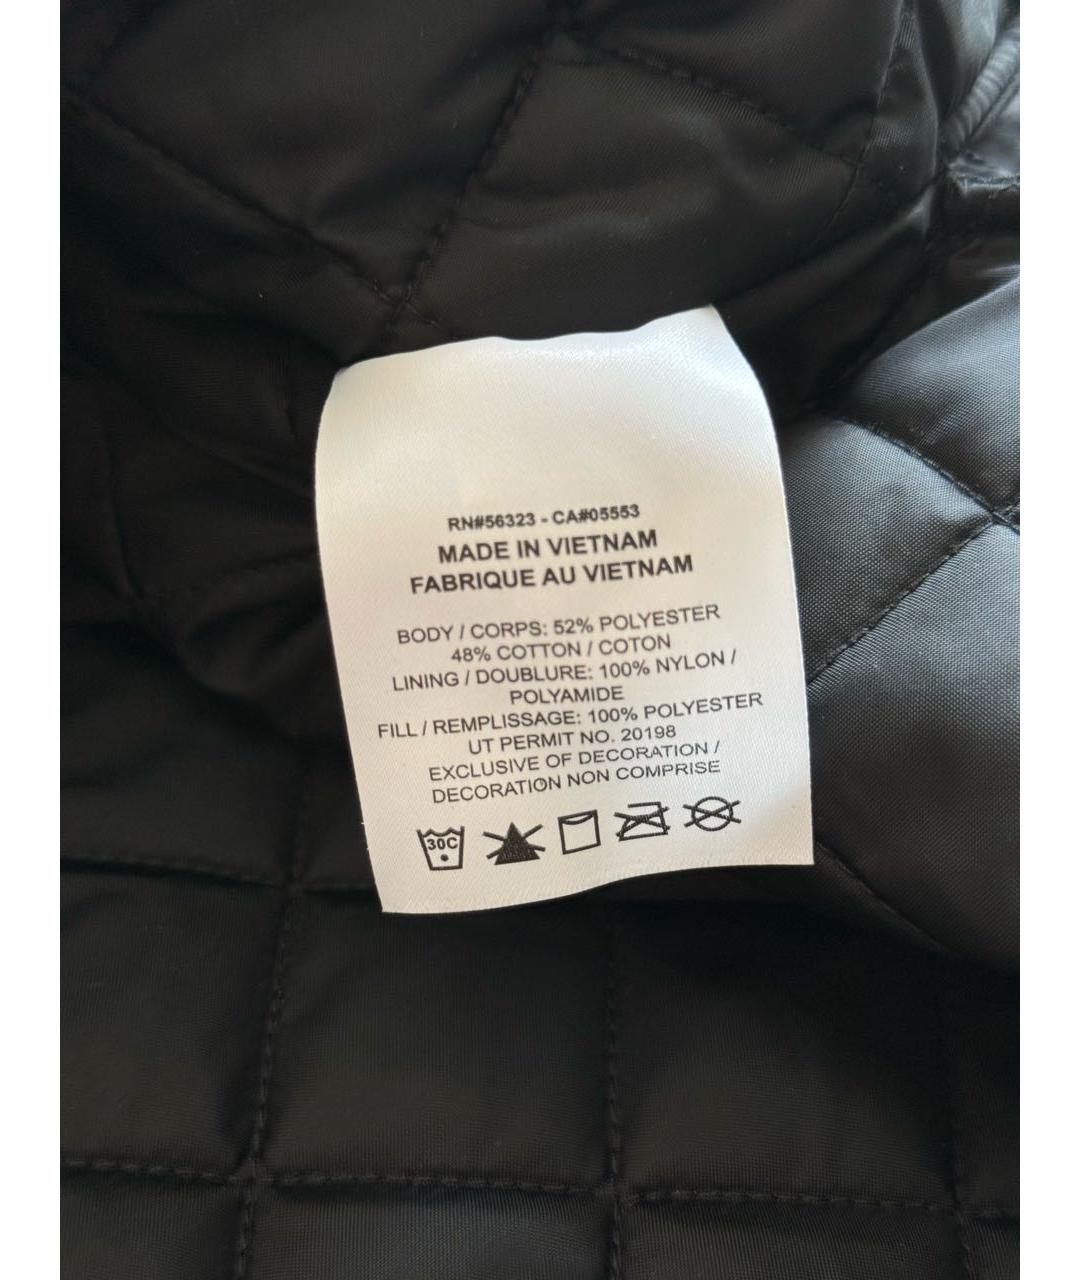 RN#56323 - CA#05553
MADE IN VIETNAM
FABRIQUE AU VIETNAM
BODY / CORPS: 52% POLYESTER
48% COTTON / COTON
LINING / DOUBLURE: 100% NYLON /
POLYAMIDE
FILL / REMPLISSAGE: 100% POLYESTER
UT PERMIT NO. 20198
EXCLUSIVE OF DECORATION /
DECORATION NON COMPRISE
30C